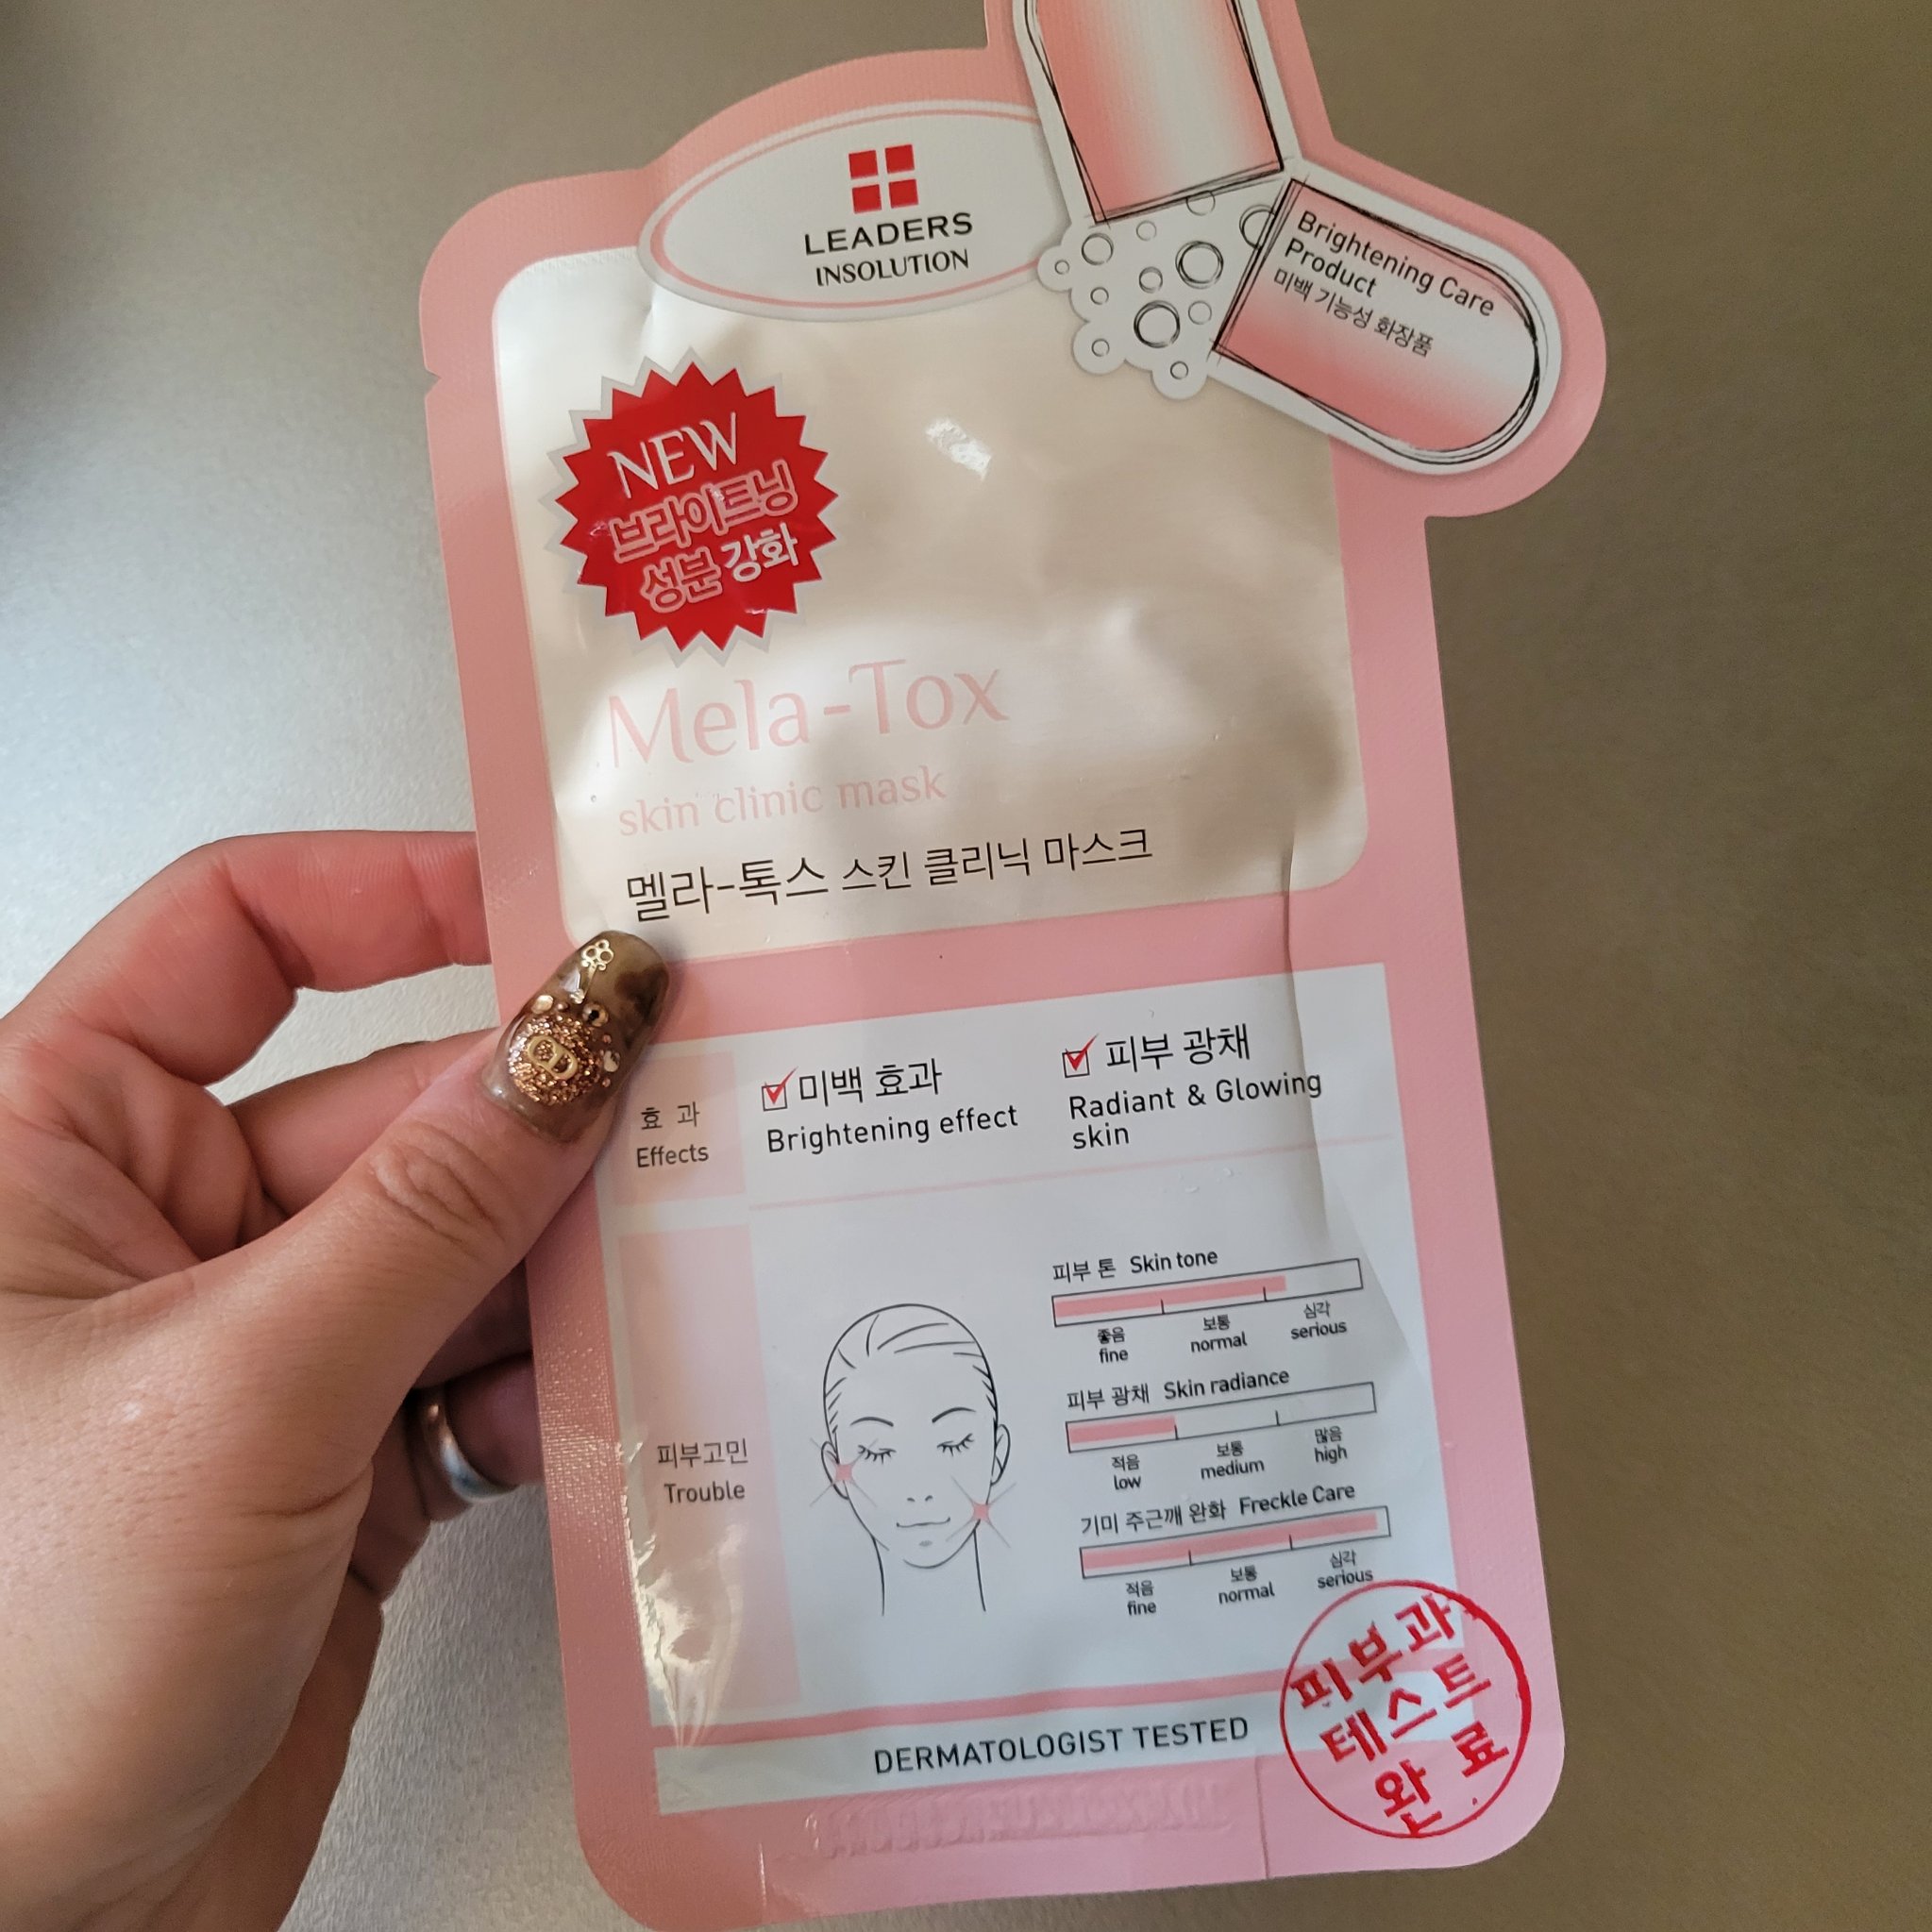 LEADERS
INSOLUTION
Brightening Care
Product
미백 기능성 화장품
NEW
브라이트닝
성분 강화
Mela-Tox
skin clinic mask
멜라-톡스 스킨 클리닉 마스크
효 과
Effects
미백 효과
Brightening effect
피부 광채
Radiant & Glowing
skin
피부고민
Trouble
피부 톤 Skin tone
좋음 보통 심각
fine normal serious
피부 광채 Skin radiance
적음 보통 많음
low medium high
기미 주근깨 완화 Freckle Care
적음 보통 심각
fine normal serious
DERMATOLOGIST TESTED
피부과
테스트
완료